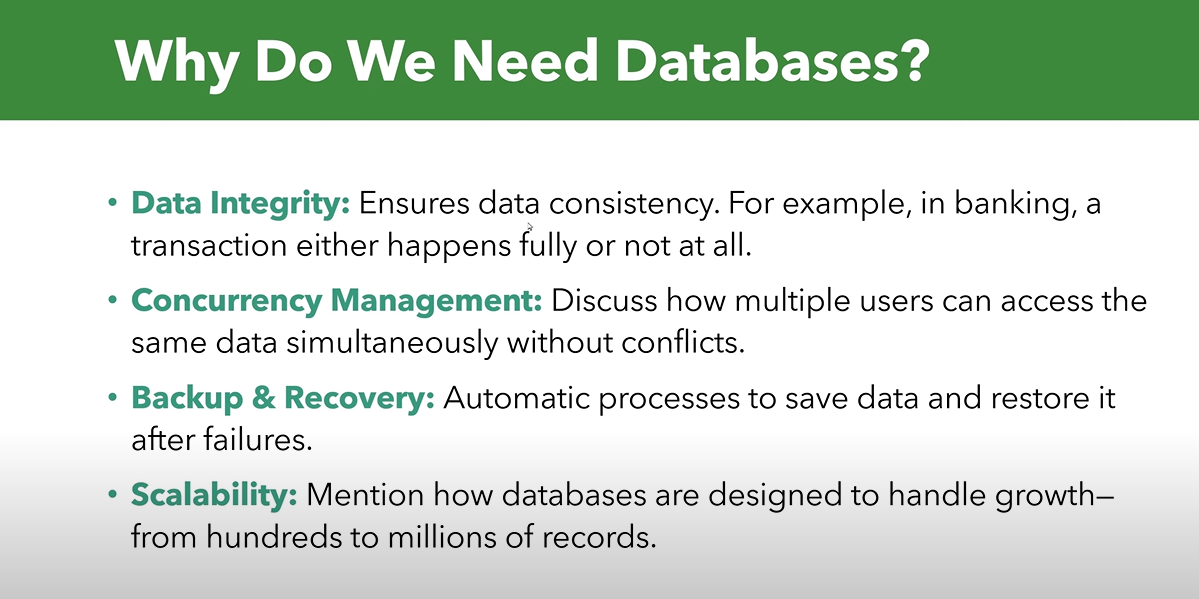 Why Do We Need Databases?
• Data Integrity: Ensures data consistency. For example, in banking, a
transaction either happens fully or not at all.
• Concurrency Management: Discuss how multiple users can access the
same data simultaneously without conflicts.
• Backup & Recovery: Automatic processes to save data and restore it
after failures.
• Scalability: Mention how databases are designed to handle growth—
from hundreds to millions of records.